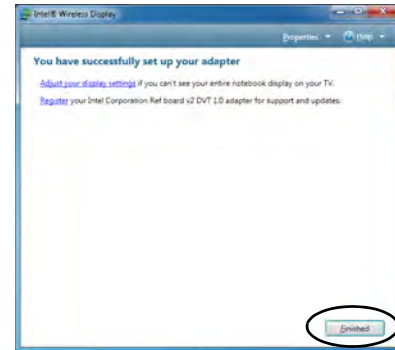 Intel® Wireless Display
Properties Help
You have successfully set up your adapter
Adjust your display settings if you can't see your entire notebook display on your TV.
Register your Intel Corporation Ref board v2 DVT 1.0 adapter for support and updates.
Finished